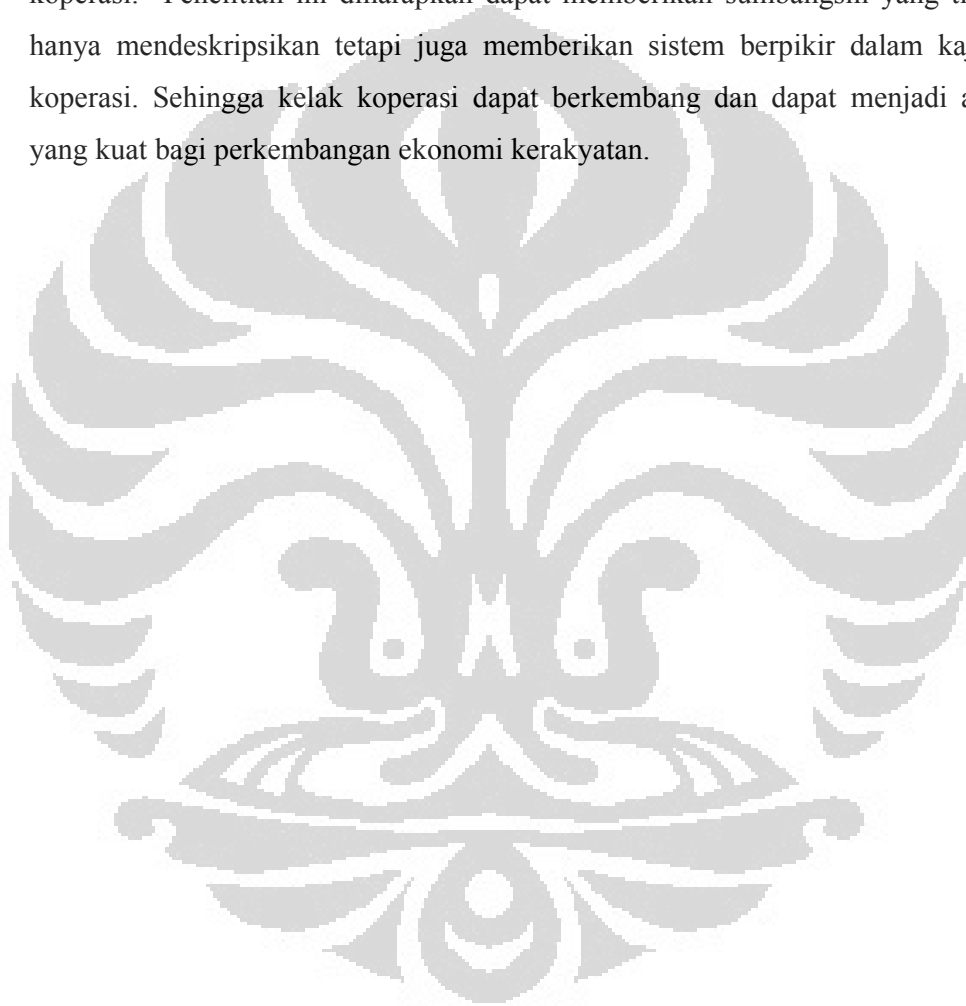 koperasi. Penelitian ini diharapkan dapat memberikan sumbangsih yang
hanya mendeskripsikan tetapi juga memberikan sistem berpikir dalam
koperasi. Sehingga kelak koperasi dapat berkembang dan dapat menjadi
yang kuat bagi perkembangan ekonomi kerakyatan.